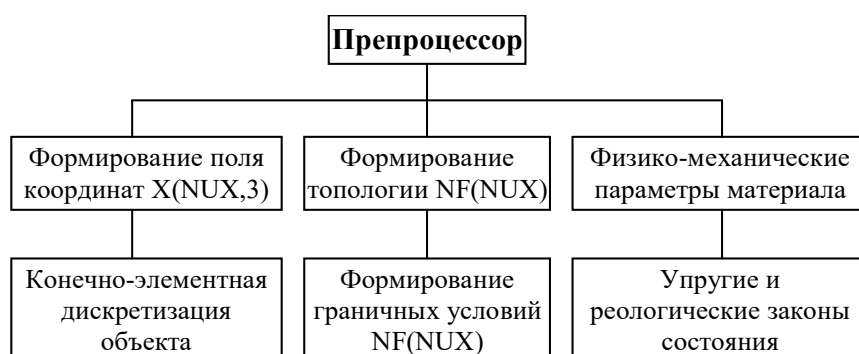 Препроцессор
Формирование поля
координат X(NUX,3)
Формирование
топологии NF(NUX)
Физико-механические
параметры материала
Конечно-элементная
дискретизация
объекта
Формирование
граничных условий
NF(NUX)
Упругие и
реологические законы
состояния